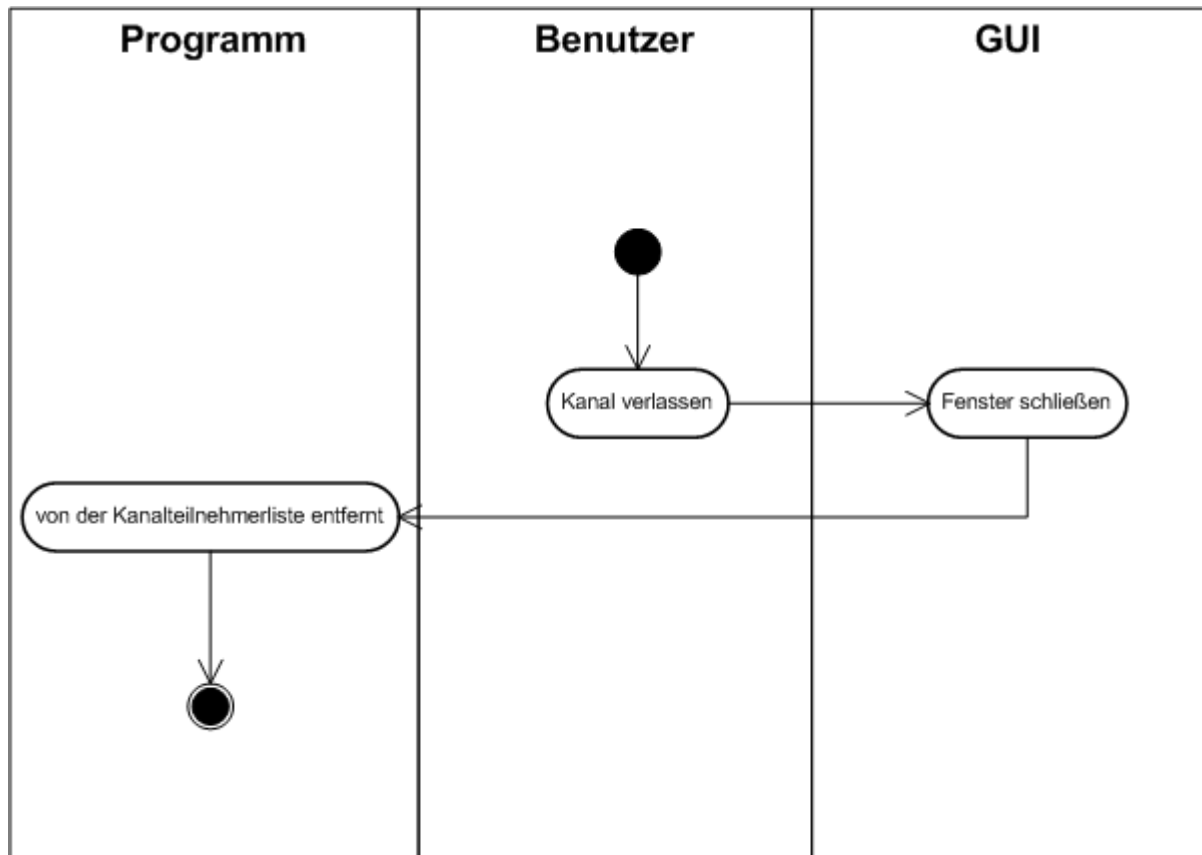 Programm
Benutzer
GUI
Kanal verlassen
Fenster schließen
von der Kanalteilnehmerliste entfernt